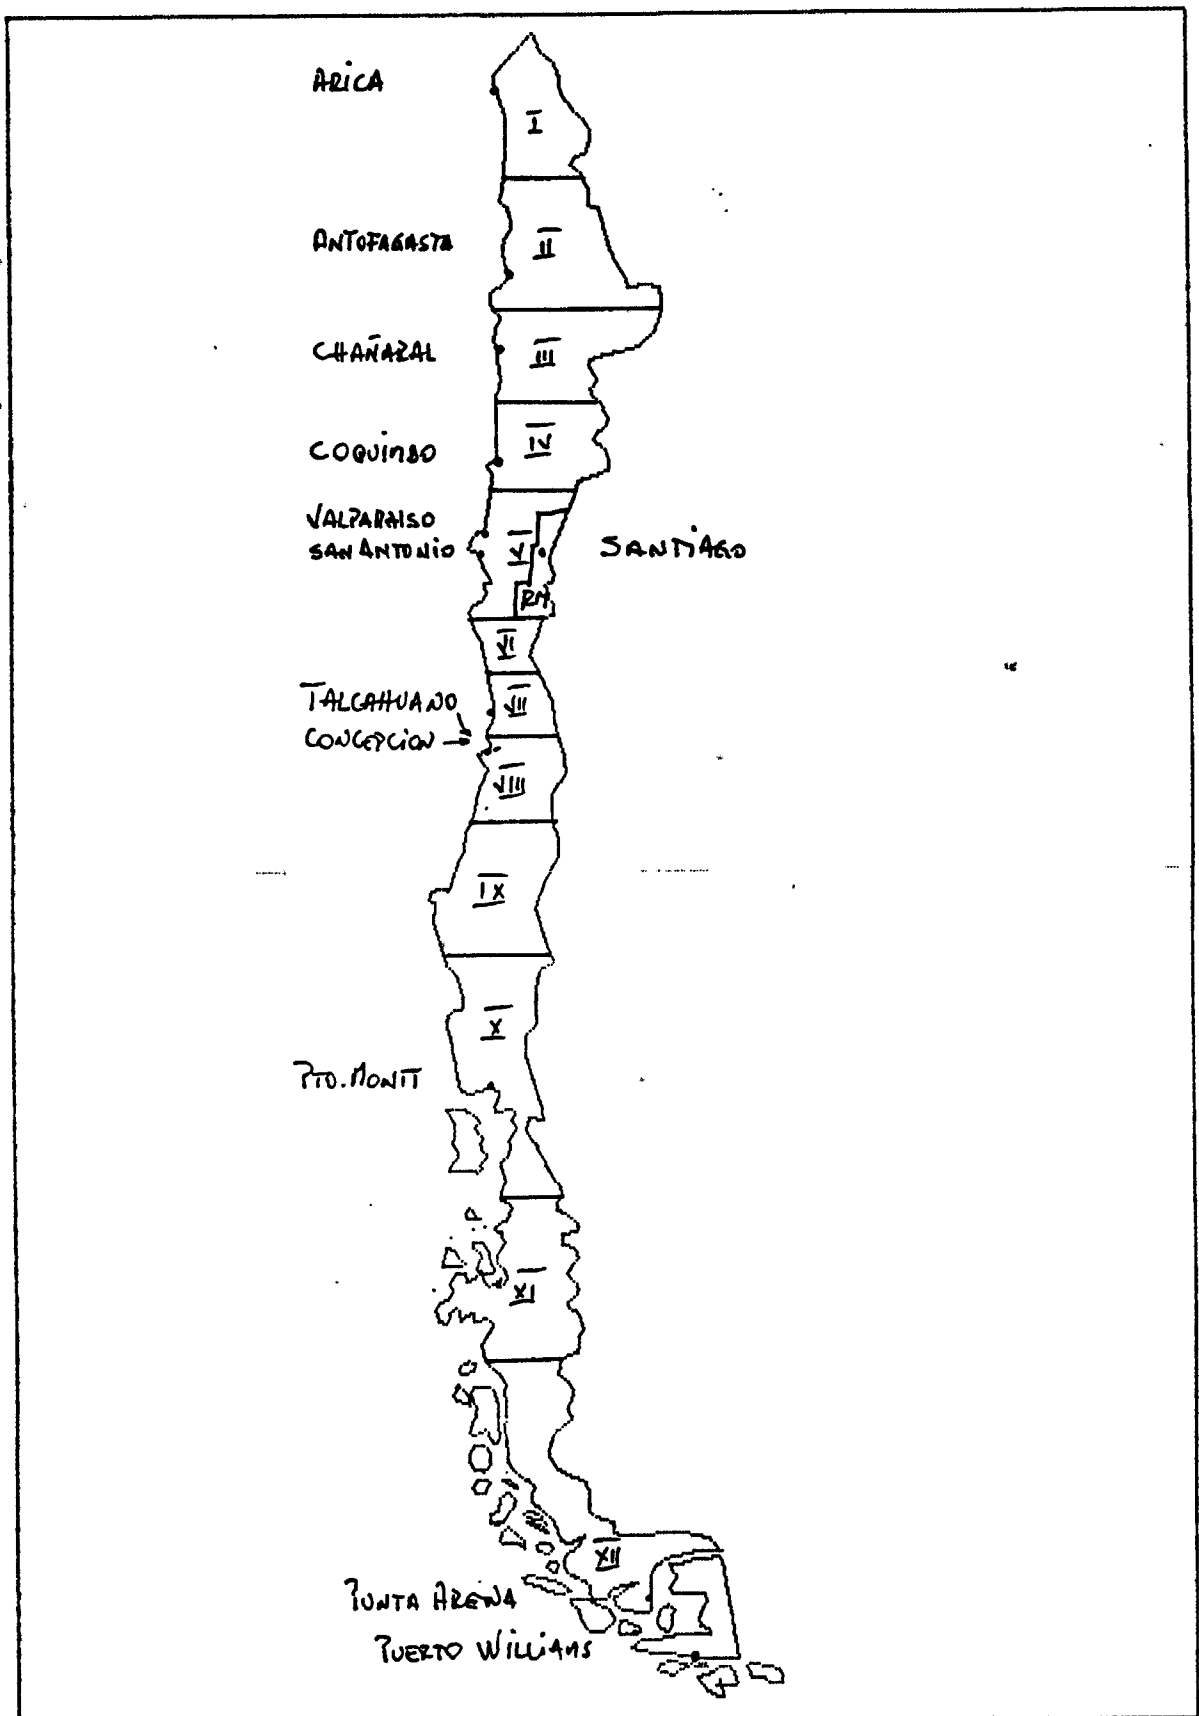 ARICA
I
ANTOFAGASTA
II
CHAÑARAL
III
COQUIMBO
IV
VALPARAISO
SAN ANTONIO
V
SANTIAGO
RM
VI
TALCAHUANO
CONCEPCION
VII
VIII
IX
X
PTO. MONTT
XI
XII
PUNTA ARENA
PUERTO WILLIAMS